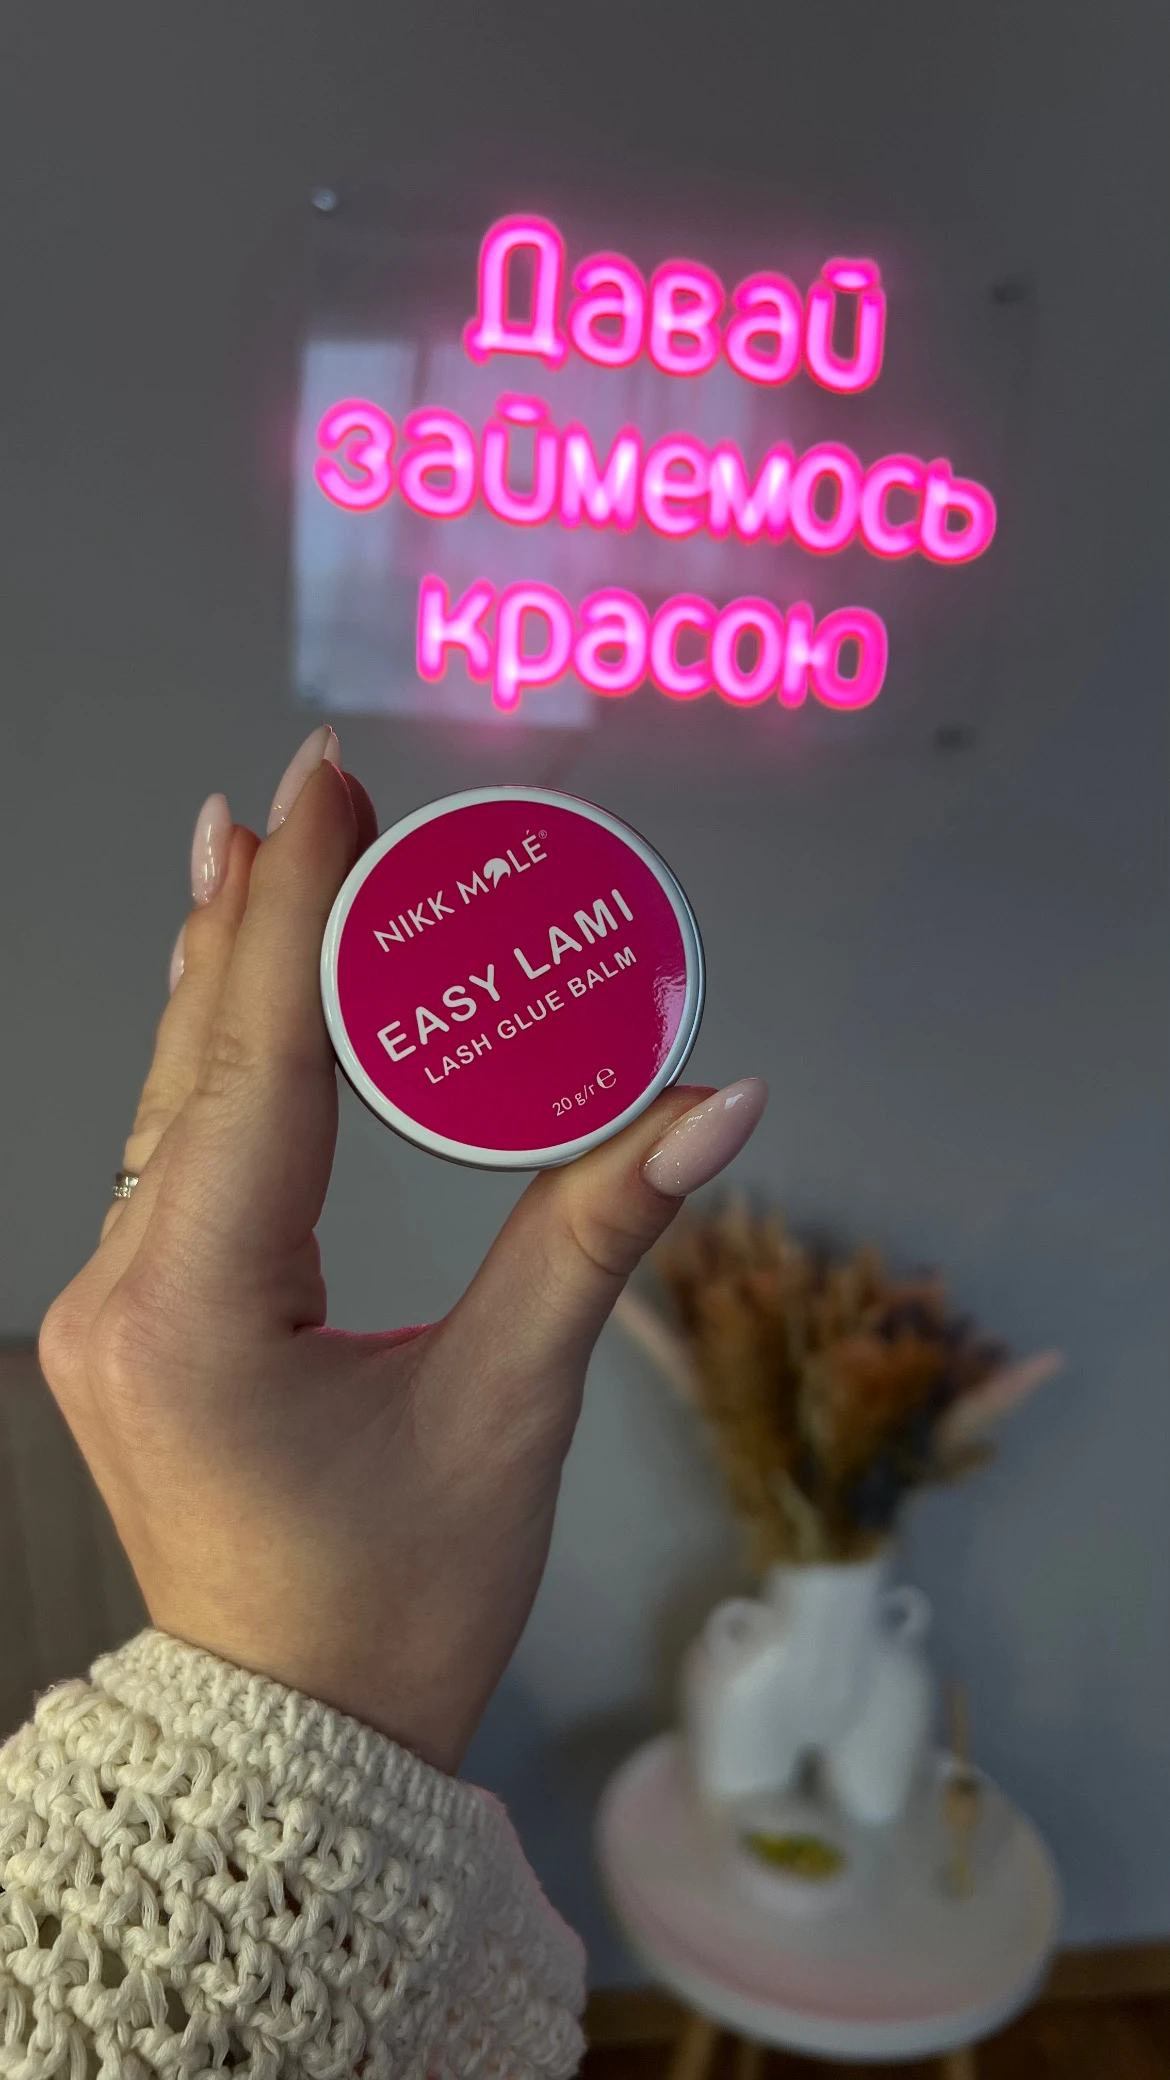 Давай
займемось
красою
NIKK MOLÉ®
EASY LAMI
LASH GLUE BALM
20 g/г ℮